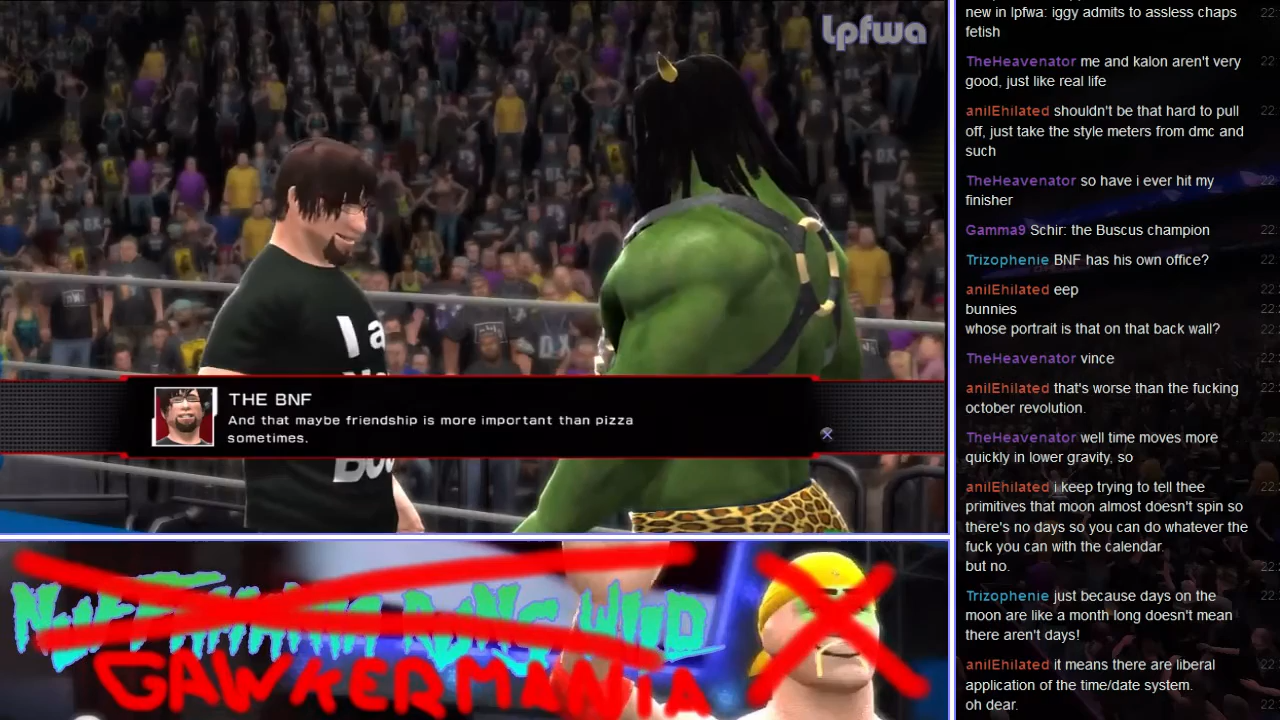 lpfwa
I a
THE BNF
And that maybe friendship is more important than pizza
sometimes.
GAWKERMANIA
new in lpfwa: iggy admits to assless chaps
fetish
TheHeavenator me and kalon aren't very
good, just like real life
anilEhilated shouldn't be that hard to pull
off, just take the style meters from dmc and
such
TheHeavenator so have i ever hit my
finisher
Gamma9 Schir: the Buscus champion
Trizophenie BNF has his own office?
anilEhilated eep
bunnies
whose portrait is that on that back wall?
TheHeavenator vince
anilEhilated that's worse than the fucking
october revolution.
TheHeavenator well time moves more
quickly in lower gravity, so
anilEhilated i keep trying to tell thee
primitives that moon almost doesn't spin so
there's no days so you can do whatever the
fuck you can with the calendar.
but no.
Trizophenie just because days on the
moon are like a month long doesn't mean
there aren't days!
anilEhilated it means there are liberal
application of the time/date system.
oh dear.